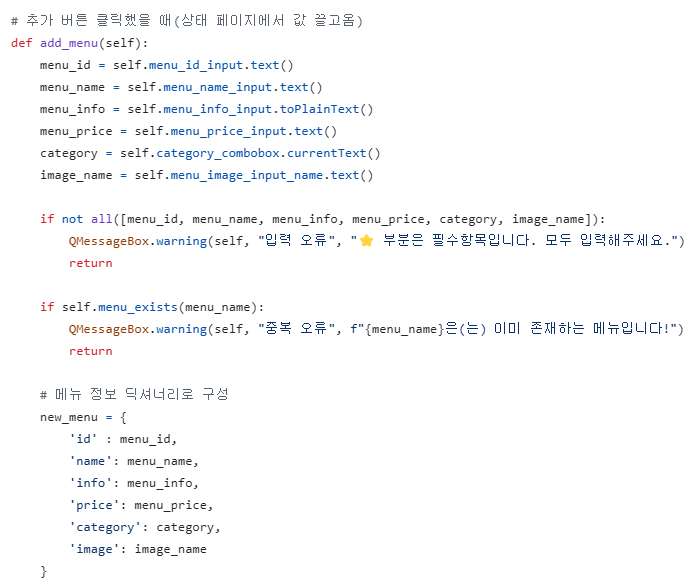 # 추가 버튼 클릭했을 때(상태 페이지에서 값 끌고옴)
def add_menu(self):
    menu_id = self.menu_id_input.text()
    menu_name = self.menu_name_input.text()
    menu_info = self.menu_info_input.toPlainText()
    menu_price = self.menu_price_input.text()
    category = self.category_combobox.currentText()
    image_name = self.menu_image_input_name.text()

    if not all([menu_id, menu_name, menu_info, menu_price, category, image_name]):
        QMessageBox.warning(self, "입력 오류", "⭐ 부분은 필수항목입니다. 모두 입력해주세요.")
        return

    if self.menu_exists(menu_name):
        QMessageBox.warning(self, "중복 오류", f"{menu_name}은(는) 이미 존재하는 메뉴입니다!")
        return

    # 메뉴 정보 딕셔너리로 구성
    new_menu = {
        'id' : menu_id,
        'name': menu_name,
        'info': menu_info,
        'price': menu_price,
        'category': category,
        'image': image_name
    }